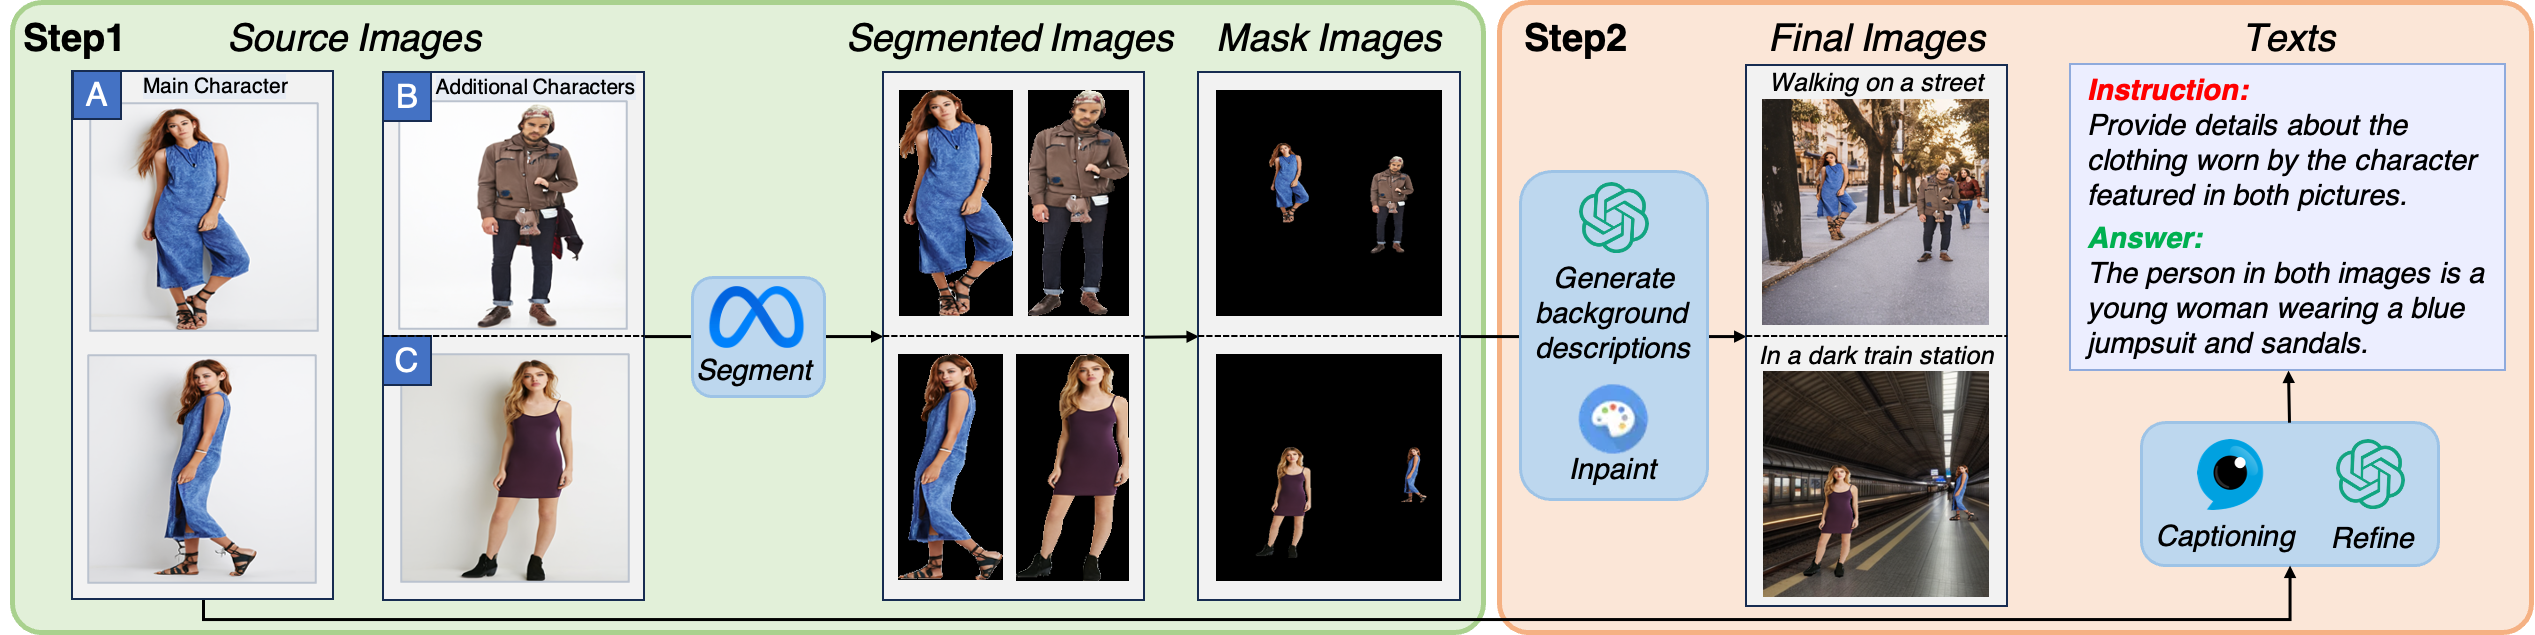 Step1
Source Images
Segmented Images
Mask Images
A
Main Character
B
Additional Characters
C
Segment
Step2
Final Images
Texts
Walking on a street
In a dark train station
Generate
background
descriptions
Inpaint
Instruction:
Provide details about the
clothing worn by the character
featured in both pictures.
Answer:
The person in both images is a
young woman wearing a blue
jumpsuit and sandals.
Captioning
Refine